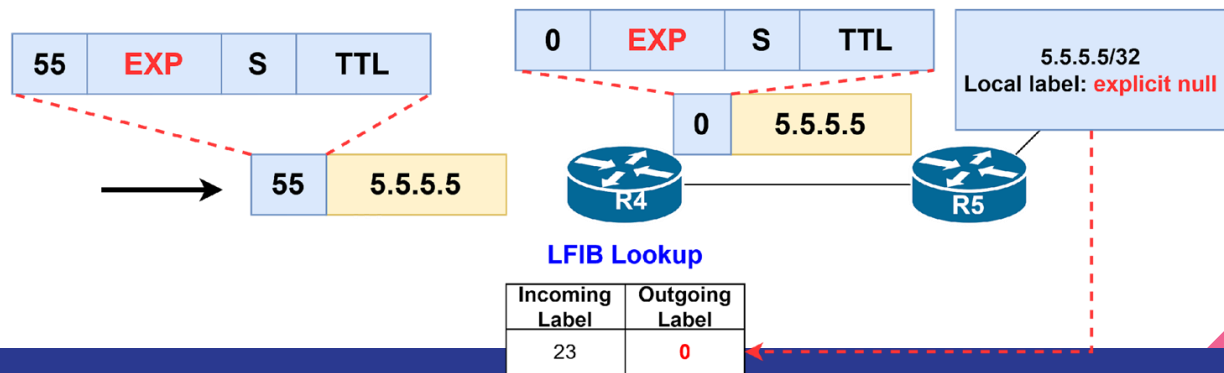 55 EXP S TTL
0 EXP S TTL
5.5.5.5/32
Local label: explicit null
0 5.5.5.5
55 5.5.5.5
R4
R5
LFIB Lookup
Incoming Label Outgoing Label
23 0